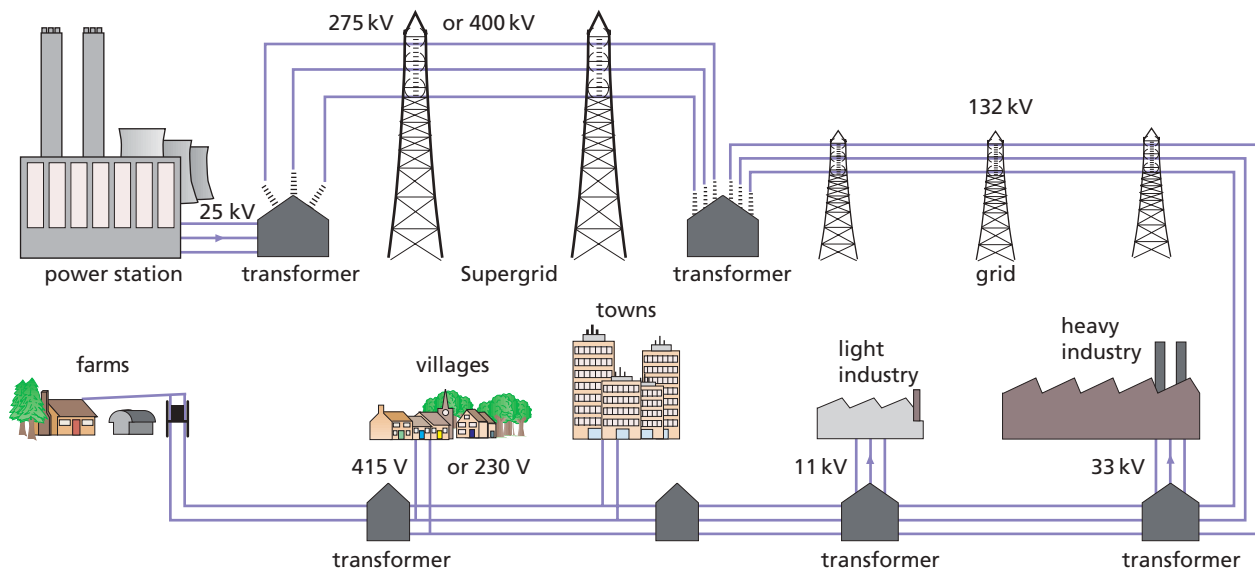 275 kV or 400 kV
132 kV
25 kV
power station
transformer
Supergrid
transformer
grid
farms
villages
towns
light
industry
heavy
industry
415 V or 230 V
11 kV
33 kV
transformer
transformer
transformer